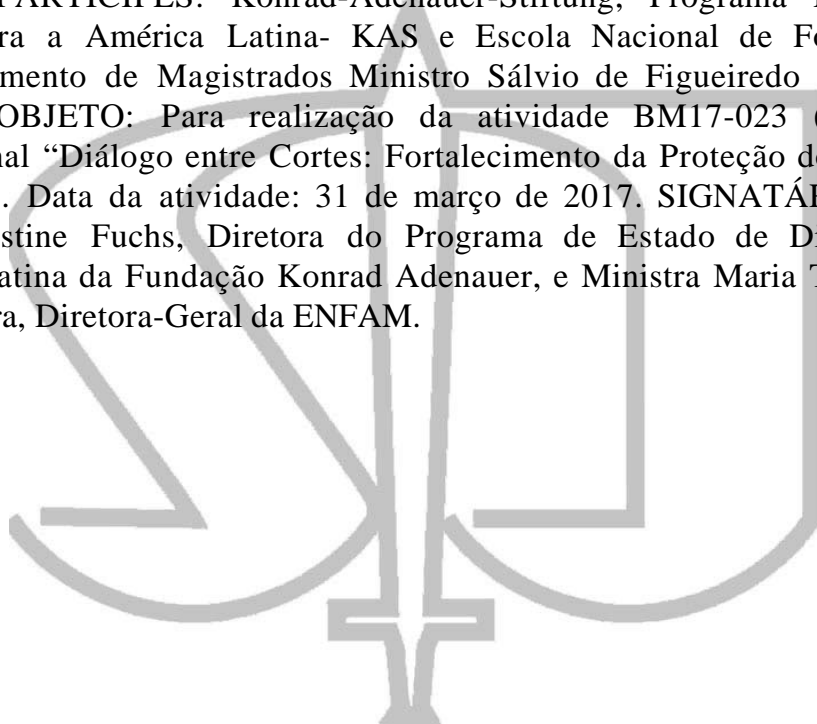 PARTÍCIPES: Konrad-Adenauer-Stiftung, Programa
ra a América Latina- KAS e Escola Nacional de Fo
mento de Magistrados Ministro Sálvio de Figueiredo
OBJETO: Para realização da atividade BM17-023 (
nal “Diálogo entre Cortes: Fortalecimento da Proteção d
. Data da atividade: 31 de março de 2017. SIGNATÁ
stine Fuchs, Diretora do Programa de Estado de Di
atina da Fundação Konrad Adenauer, e Ministra Maria T
ra, Diretora-Geral da ENFAM.